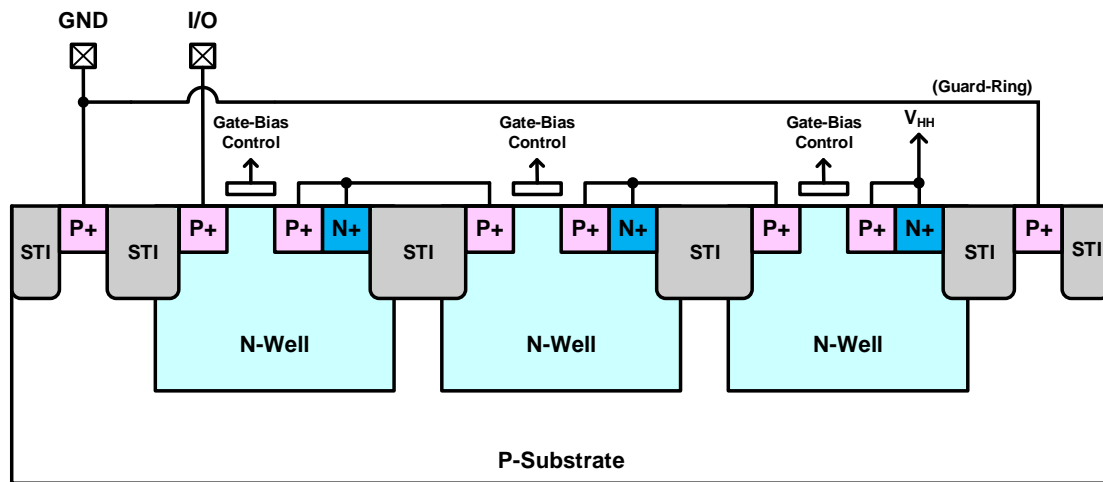 GND
I/O
(Guard-Ring)
Gate-Bias
Control
Gate-Bias
Control
Gate-Bias
Control
V_HH
STI
P+
STI
P+
P+
N+
STI
P+
P+
N+
STI
P+
P+
N+
STI
P+
STI
N-Well
N-Well
N-Well
P-Substrate